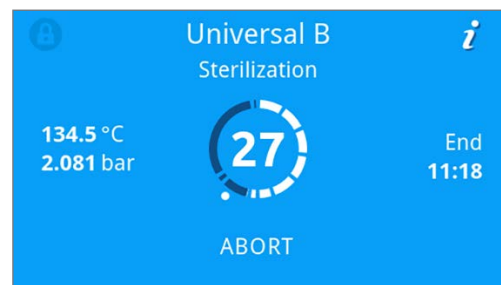 Universal B
i
Sterilization
134.5 °C
2.081 bar
27
End
11:18
ABORT